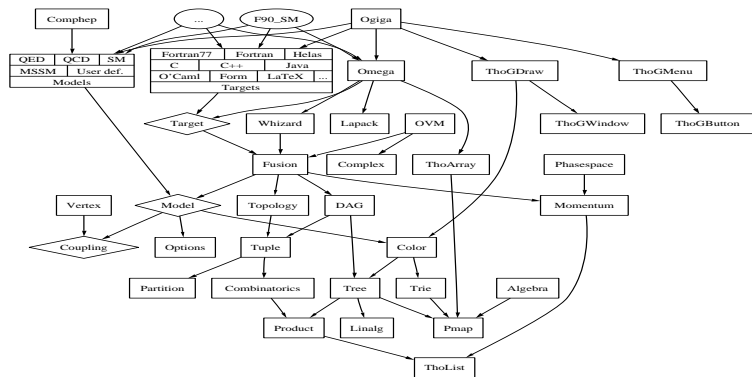 Comphep
...
F90_SM
Ogiga
QED QCD SM
MSSM User def.
Models
Fortran77 Fortran Helas
C C++ Java
O'Caml Form LaTeX ...
Targets
Omega
ThoGDraw
ThoGMenu
Target
Whizard
Lapack
OVM
ThoGWindow
ThoGButton
Fusion
Complex
ThoArray
Phasespace
Vertex
Model
Topology
DAG
Momentum
Coupling
Options
Tuple
Color
Partition
Combinatorics
Tree
Trie
Algebra
Product
Linalg
Pmap
ThoList